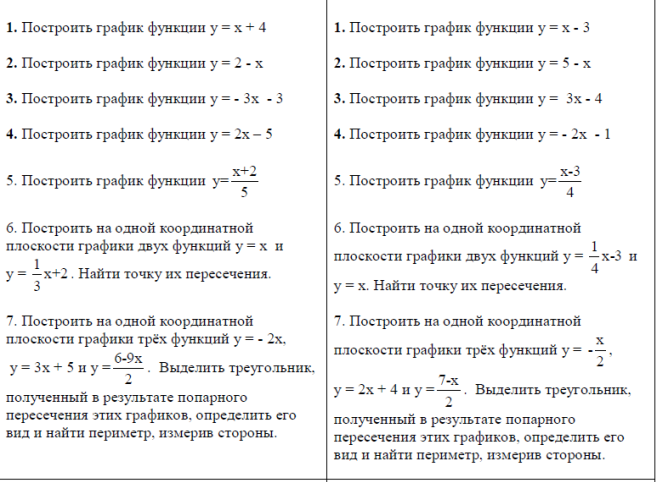 1. Построить график функции y = x + 4
2. Построить график функции y = 2 - x
3. Построить график функции y = - 3x - 3
4. Построить график функции y = 2x – 5
5. Построить график функции y=(x+2)/5
6. Построить на одной координатной
плоскости графики двух функций y = x и
y = 1/3 x+2 . Найти точку их пересечения.
7. Построить на одной координатной
плоскости графики трёх функций y = - 2x,
y = 3x + 5 и y = (6-9x)/2 . Выделить треугольник,
полученный в результате попарного
пересечения этих графиков, определить его
вид и найти периметр, измерив стороны.
1. Построить график функции y = x - 3
2. Построить график функции y = 5 - x
3. Построить график функции y = 3x - 4
4. Построить график функции y = - 2x - 1
5. Построить график функции y=(x-3)/4
6. Построить на одной координатной
плоскости графики двух функций y = 1/4 x-3 и
y = x. Найти точку их пересечения.
7. Построить на одной координатной
плоскости графики трёх функций y = -x/2 ,
y = 2x + 4 и y = (7-x)/2 . Выделить треугольник,
полученный в результате попарного
пересечения этих графиков, определить его
вид и найти периметр, измерив стороны.